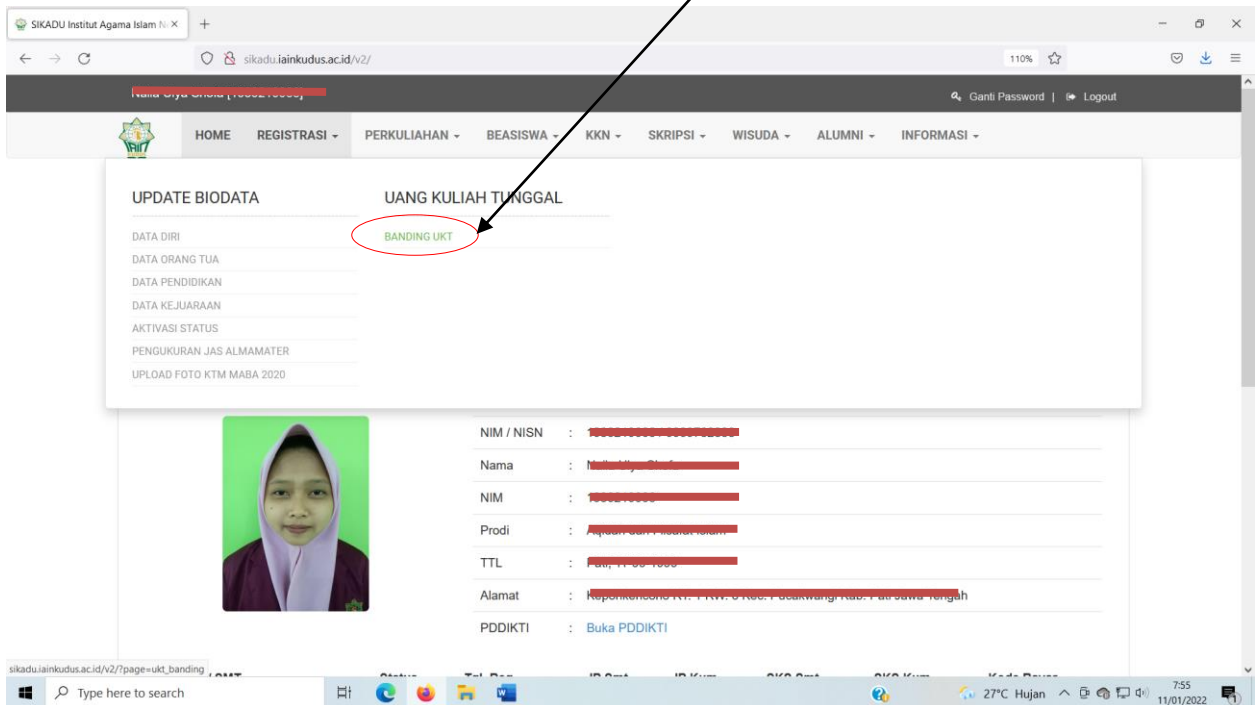 SIKADU Institut Agama Islam N
sikadu.iainkudus.ac.id/v2/
110%
Ganti Password | Logout
HOME REGISTRASI PERKULIAHAN BEASISWA KKN SKRIPSI WISUDA ALUMNI INFORMASI
UPDATE BIODATA
DATA DIRI
DATA ORANG TUA
DATA PENDIDIKAN
DATA KEJUARAAN
AKTIVASI STATUS
PENGUKURAN JAS ALMAMATER
UPLOAD FOTO KTM MABA 2020
UANG KULIAH TUNGGAL
BANDING UKT
NIM / NISN :
Nama :
NIM :
Prodi :
TTL :
Alamat :
PDDIKTI : Buka PDDIKTI
sikadu.iainkudus.ac.id/v2/?page=ukt_banding
Type here to search
27°C Hujan
7:55
11/01/2022